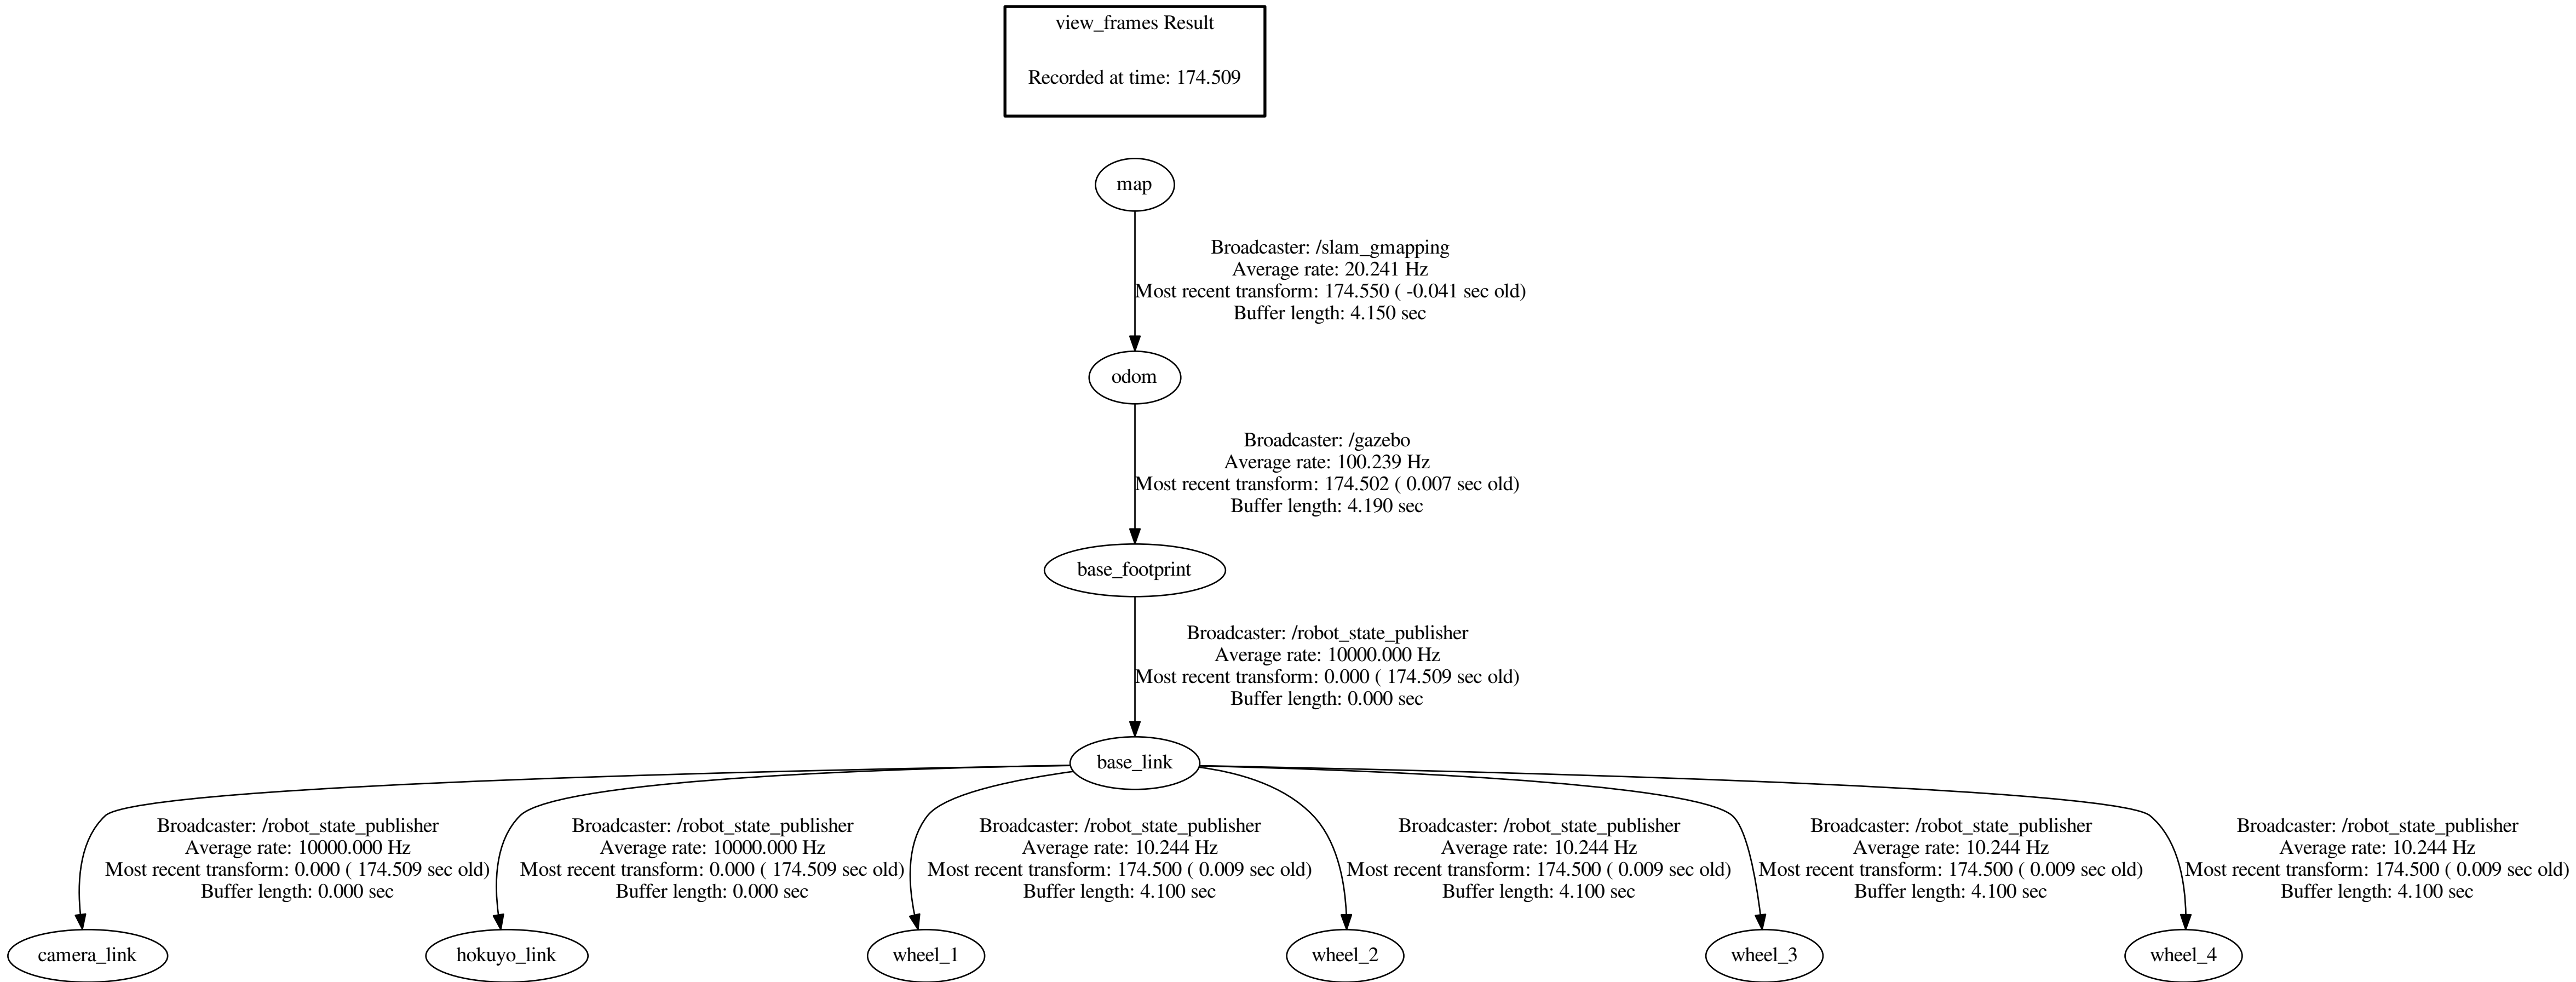 view_frames Result
Recorded at time: 174.509
map
Broadcaster: /slam_gmapping
Average rate: 20.241 Hz
Most recent transform: 174.550 ( -0.041 sec old)
Buffer length: 4.150 sec
odom
Broadcaster: /gazebo
Average rate: 100.239 Hz
Most recent transform: 174.502 ( 0.007 sec old)
Buffer length: 4.190 sec
base_footprint
Broadcaster: /robot_state_publisher
Average rate: 10000.000 Hz
Most recent transform: 0.000 ( 174.509 sec old)
Buffer length: 0.000 sec
base_link
Broadcaster: /robot_state_publisher
Average rate: 10000.000 Hz
Most recent transform: 0.000 ( 174.509 sec old)
Buffer length: 0.000 sec
Broadcaster: /robot_state_publisher
Average rate: 10000.000 Hz
Most recent transform: 0.000 ( 174.509 sec old)
Buffer length: 0.000 sec
Broadcaster: /robot_state_publisher
Average rate: 10.244 Hz
Most recent transform: 174.500 ( 0.009 sec old)
Buffer length: 4.100 sec
Broadcaster: /robot_state_publisher
Average rate: 10.244 Hz
Most recent transform: 174.500 ( 0.009 sec old)
Buffer length: 4.100 sec
Broadcaster: /robot_state_publisher
Average rate: 10.244 Hz
Most recent transform: 174.500 ( 0.009 sec old)
Buffer length: 4.100 sec
Broadcaster: /robot_state_publisher
Average rate: 10.244 Hz
Most recent transform: 174.500 ( 0.009 sec old)
Buffer length: 4.100 sec
camera_link
hokuyo_link
wheel_1
wheel_2
wheel_3
wheel_4